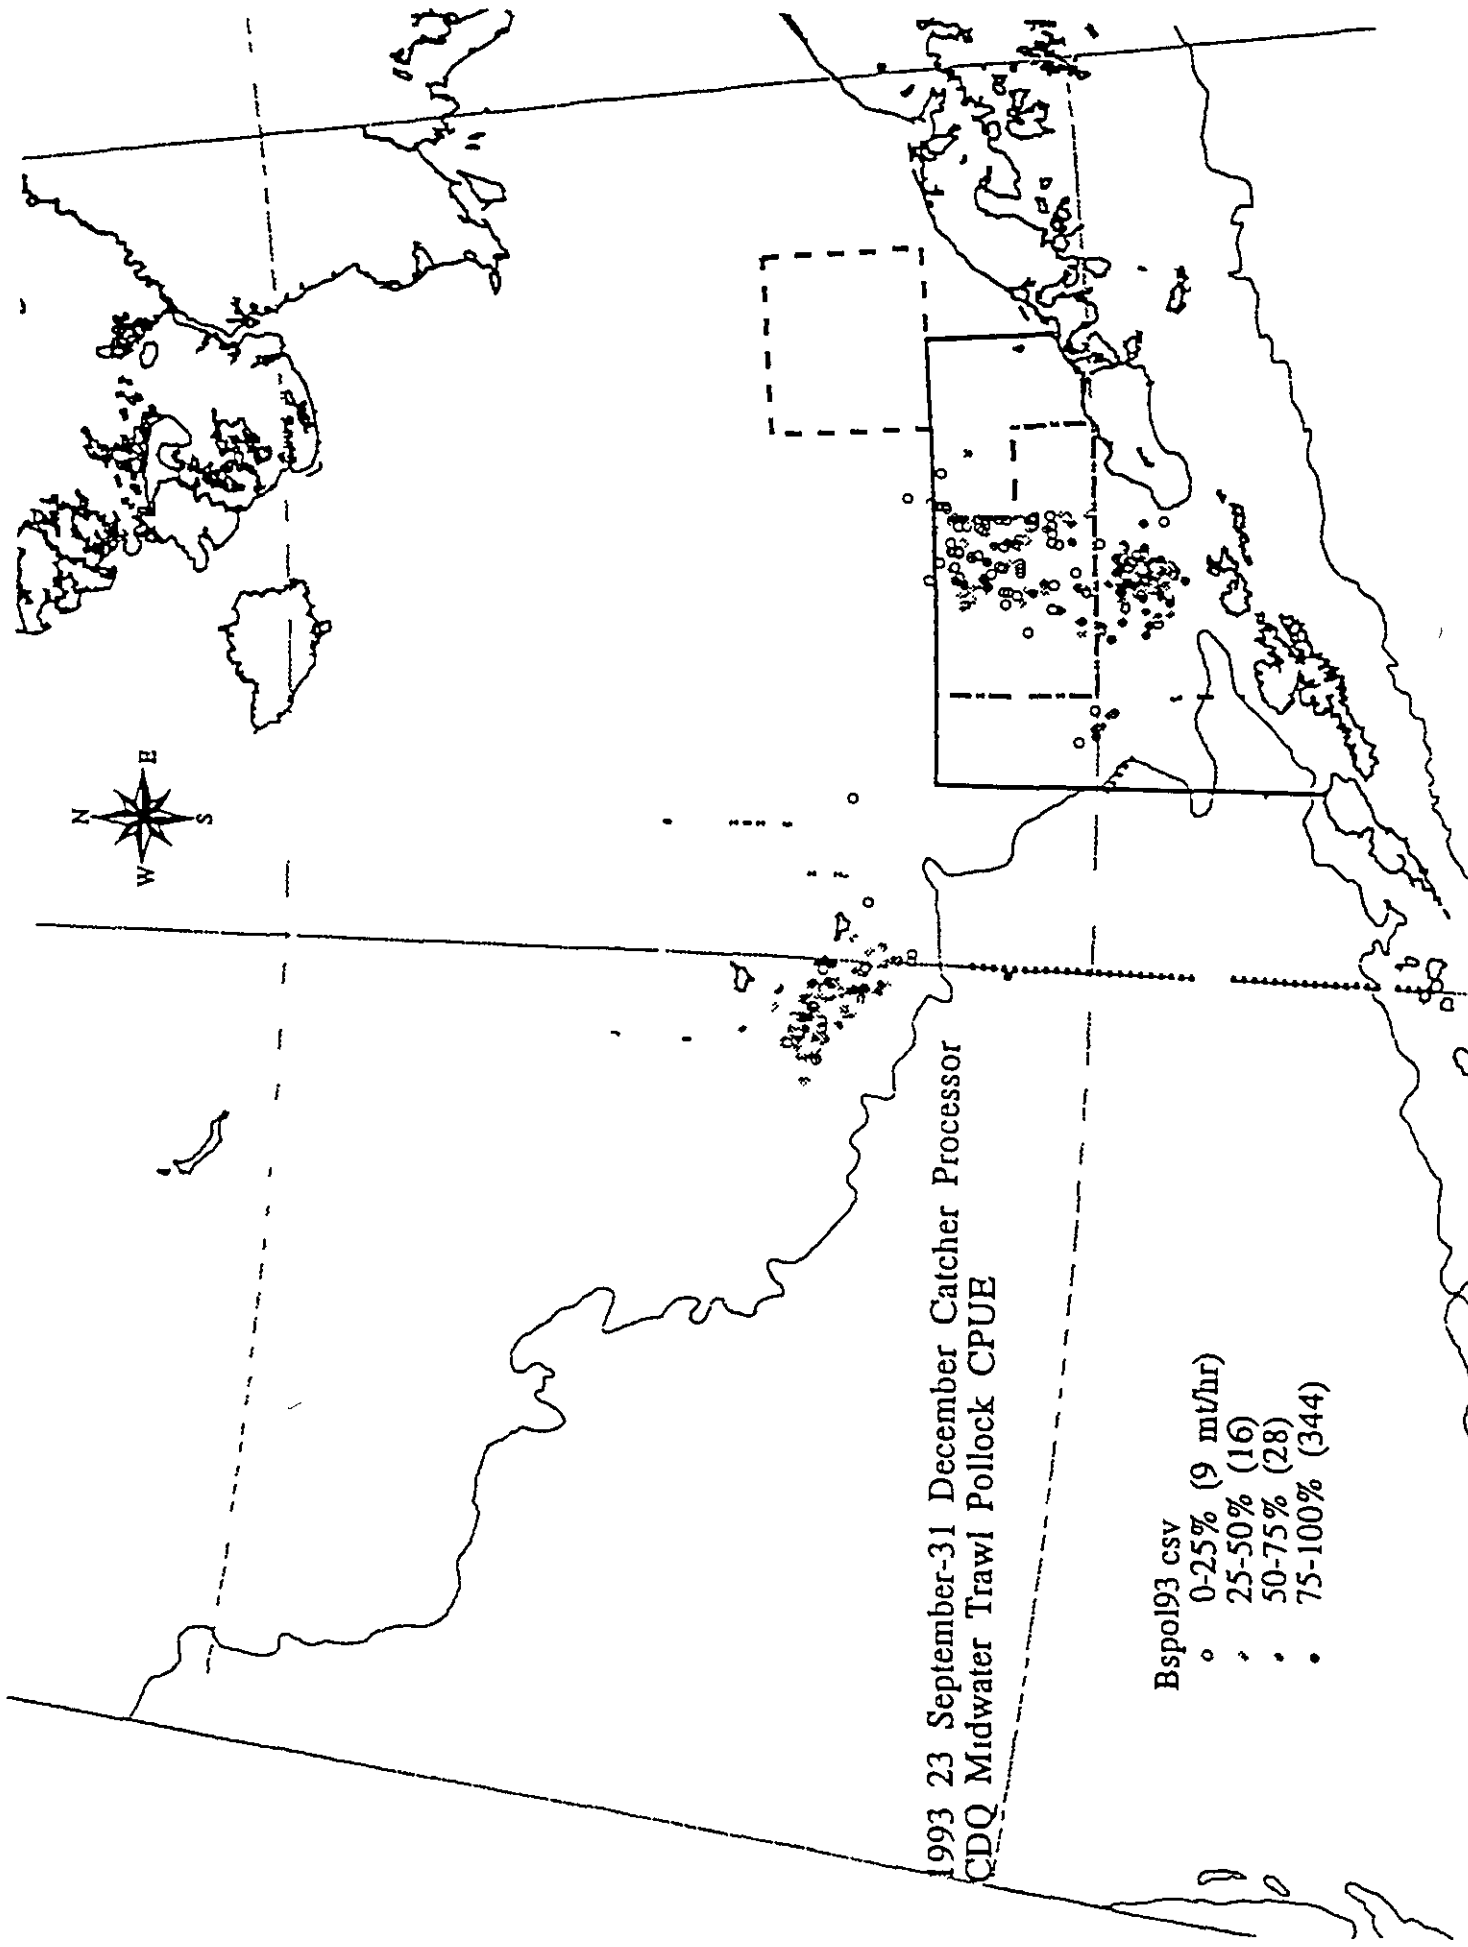 N
W E
S
1993 23 September-31 December Catcher Processor
CDQ Midwater Trawl Pollock CPUE
Bspol93 csv
0-25% (9 mt/hr)
25-50% (16)
50-75% (28)
75-100% (344)